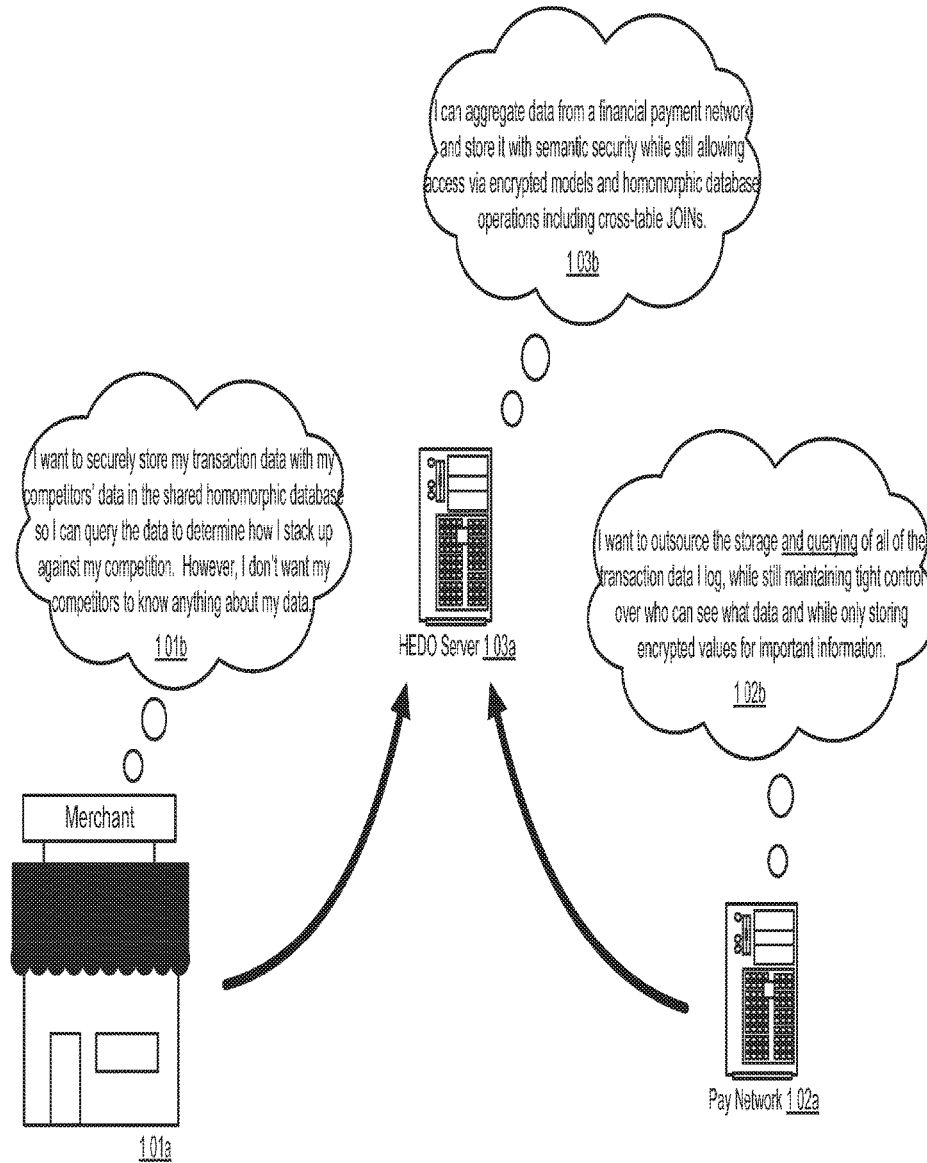 I can aggregate data from a financial payment network
and store it with semantic security while still allowing
access via encrypted models and homomorphic database
operations including cross-table JOINs.
103b
I want to securely store my transaction data with my
competitors' data in the shared homomorphic database
so I can query the data to determine how I stack up
against my competition. However, I don't want my
competitors to know anything about my data.
101b
HEDO Server 103a
I want to outsource the storage and querying of all of the
transaction data I log, while still maintaining tight control
over who can see what data and while only storing
encrypted values for important information.
102b
Merchant
101a
Pay Network 102a